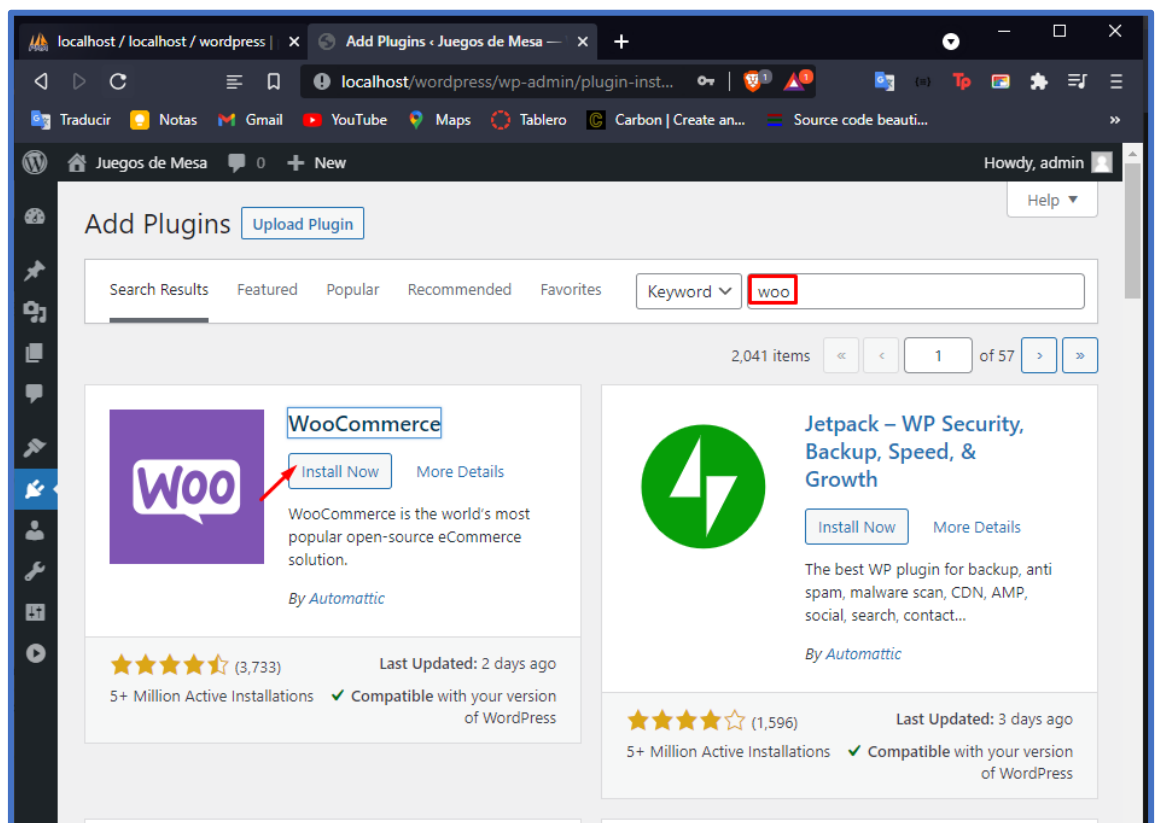 localhost / localhost / wordpress |
Add Plugins ‹ Juegos de Mesa —
localhost/wordpress/wp-admin/plugin-inst...
1
1
Tp
Traducir
Notas
Gmail
YouTube
Maps
Tablero
Carbon | Create an...
Source code beauti...
»
Juegos de Mesa
0
New
Howdy, admin
Help
Add Plugins
Upload Plugin
Search Results
Featured
Popular
Recommended
Favorites
Keyword
woo
2,041 items
«
‹
1
of 57
›
»
WOO
WooCommerce
Install Now
More Details
WooCommerce is the world's most
popular open-source eCommerce
solution.
By Automattic
(3,733)
Last Updated: 2 days ago
5+ Million Active Installations
Compatible with your version
of WordPress
Jetpack – WP Security,
Backup, Speed, &
Growth
Install Now
More Details
The best WP plugin for backup, anti
spam, malware scan, CDN, AMP,
social, search, contact...
By Automattic
(1,596)
Last Updated: 3 days ago
5+ Million Active Installations
Compatible with your version
of WordPress